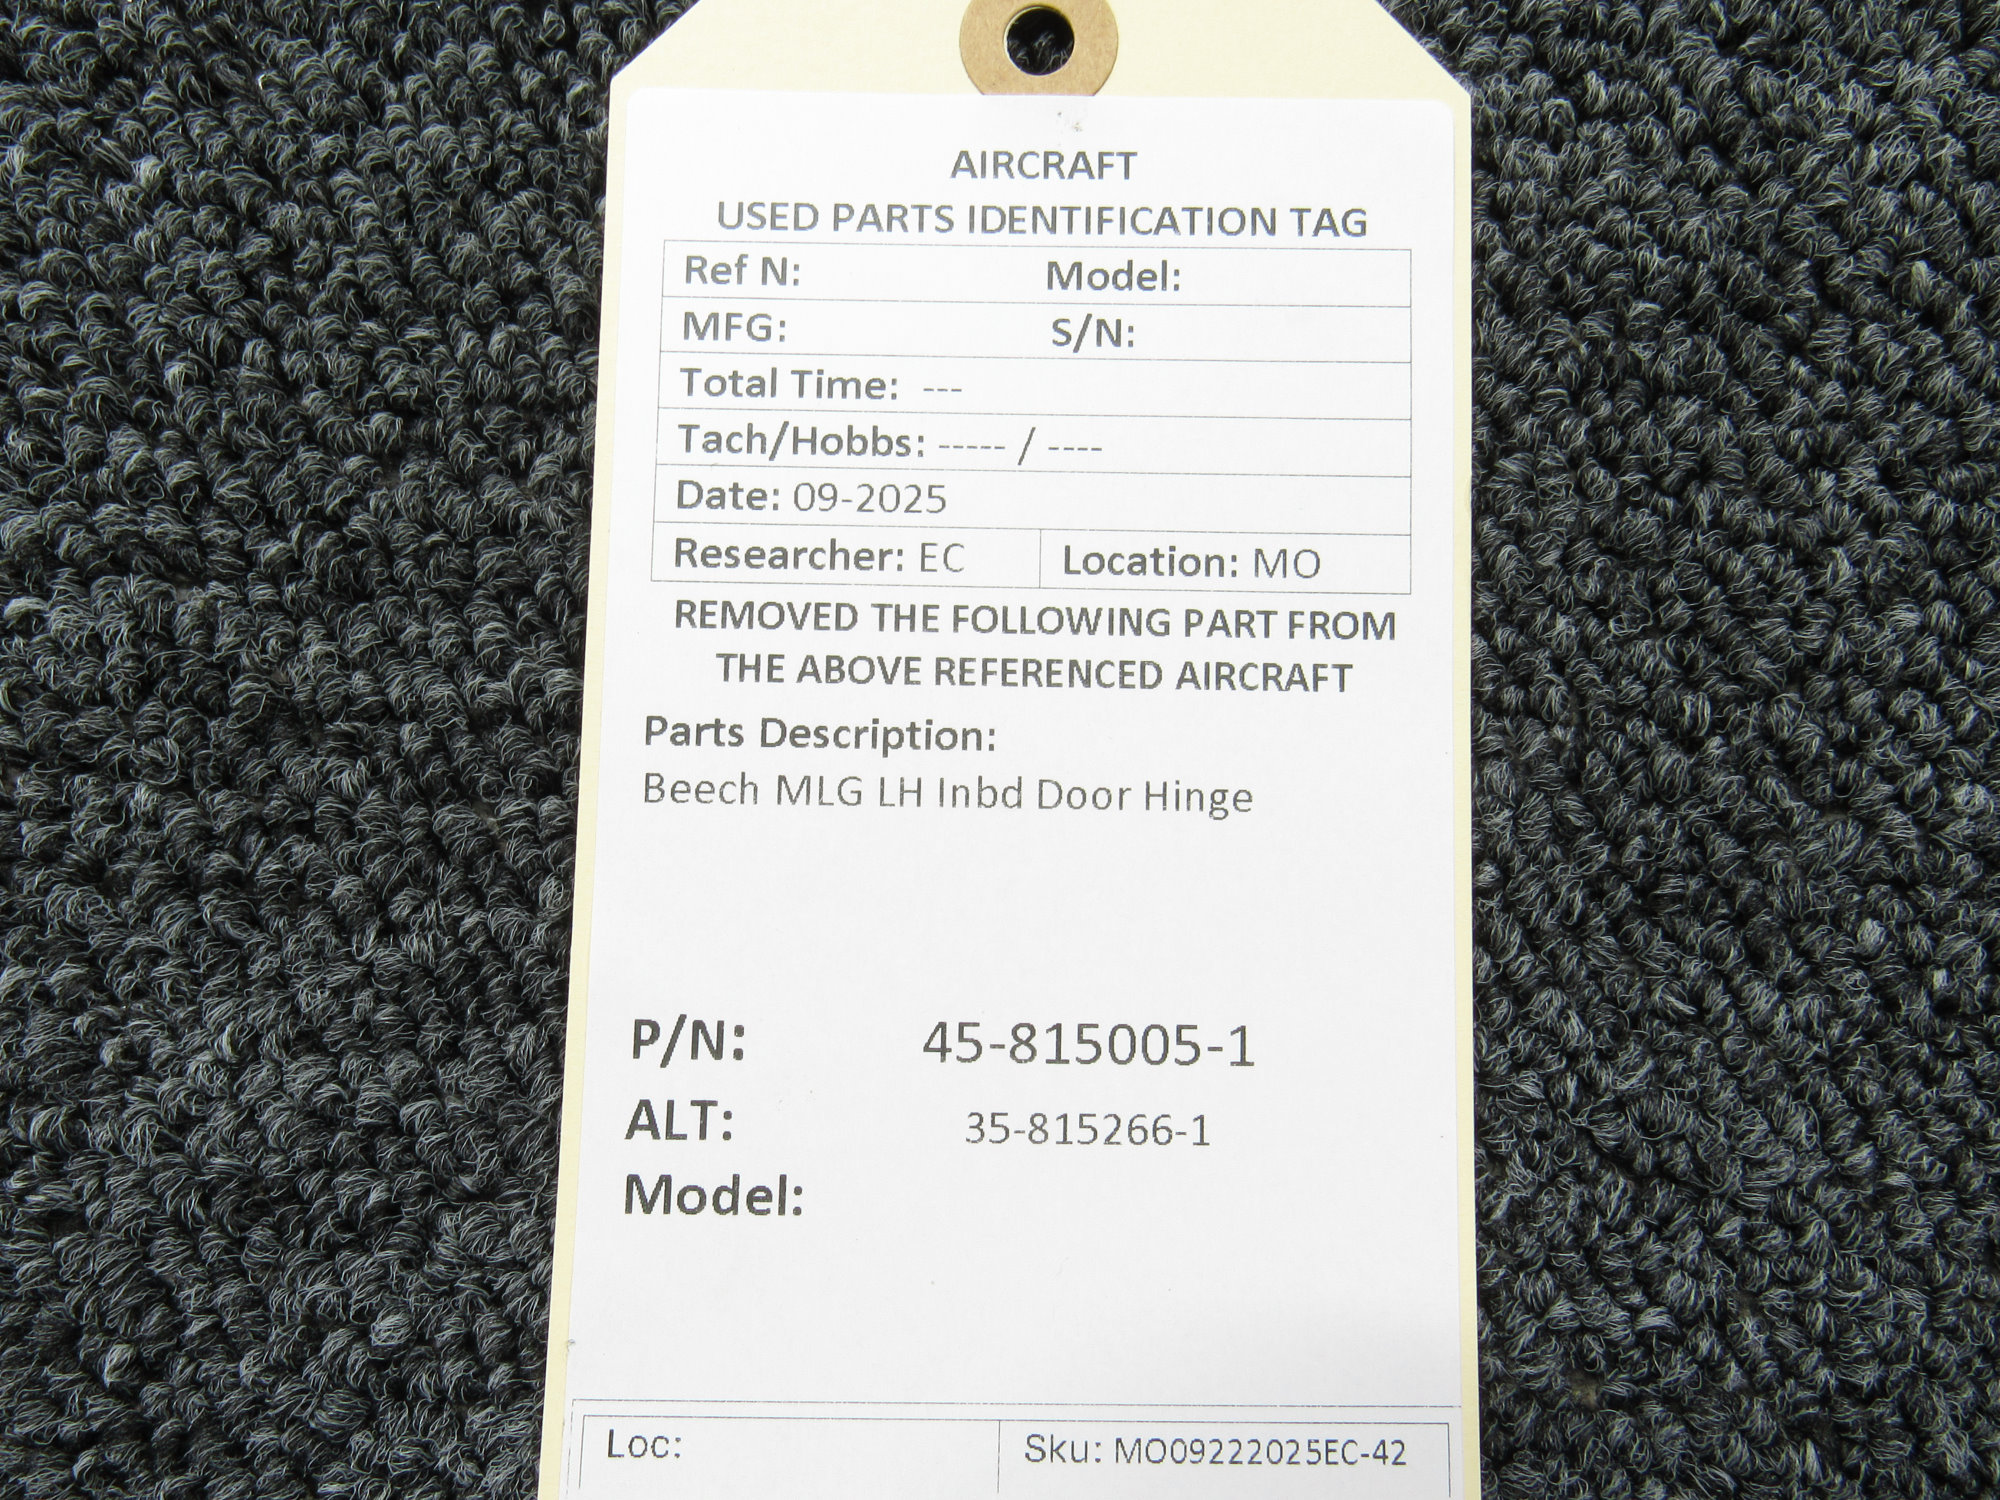 AIRCRAFT
USED PARTS IDENTIFICATION TAG
Ref N: Model:
MFG: S/N:
Total Time: ---
Tach/Hobbs: ----- / ----
Date: 09-2025
Researcher: EC Location: MO
REMOVED THE FOLLOWING PART FROM
THE ABOVE REFERENCED AIRCRAFT
Parts Description:
Beech MLG LH Inbd Door Hinge
P/N: 45-815005-1
ALT: 35-815266-1
Model:
Loc: Sku: MO09222025EC-42